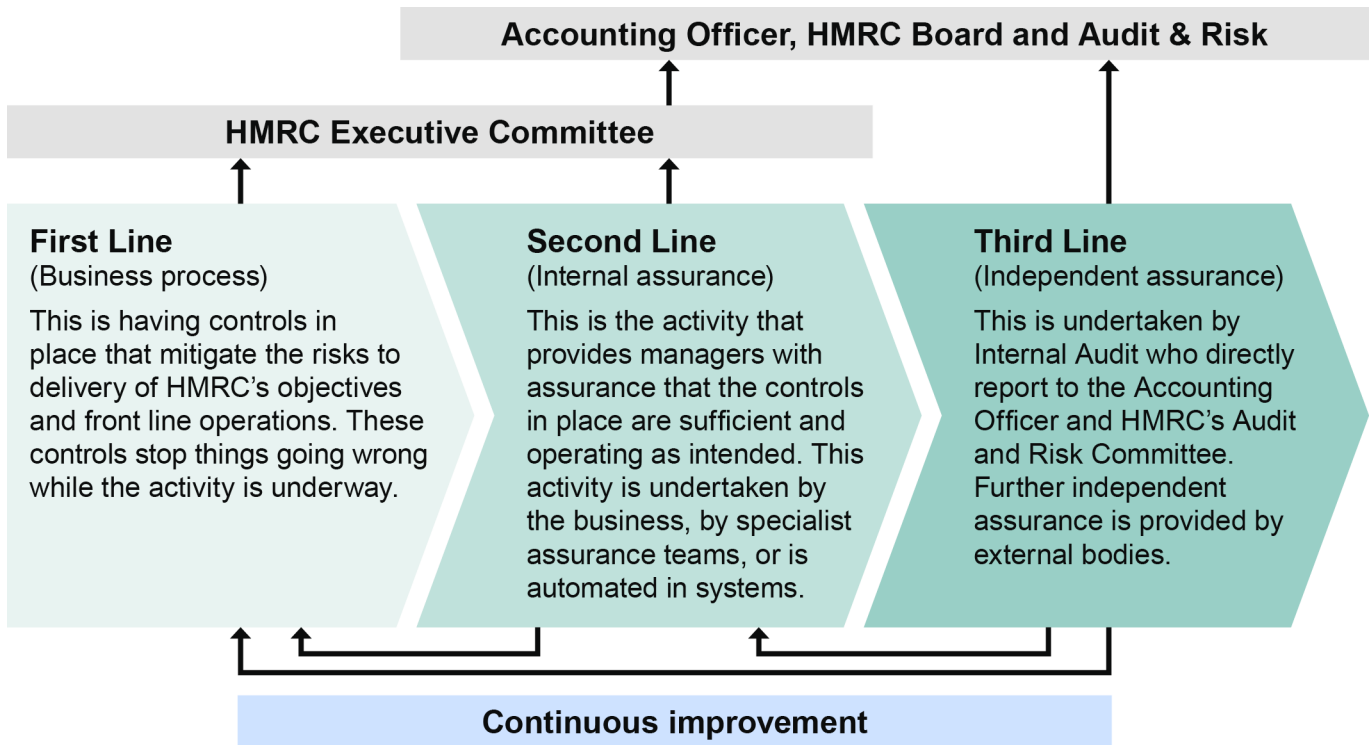 Accounting Officer, HMRC Board and Audit & Risk
HMRC Executive Committee
First Line
(Business process)
This is having controls in
place that mitigate the risks to
delivery of HMRC’s objectives
and front line operations. These
controls stop things going wrong
while the activity is underway.
Second Line
(Internal assurance)
This is the activity that
provides managers with
assurance that the controls
in place are sufficient and
operating as intended. This
activity is undertaken by
the business, by specialist
assurance teams, or is
automated in systems.
Third Line
(Independent assurance)
This is undertaken by
Internal Audit who directly
report to the Accounting
Officer and HMRC’s Audit
and Risk Committee.
Further independent
assurance is provided by
external bodies.
Continuous improvement